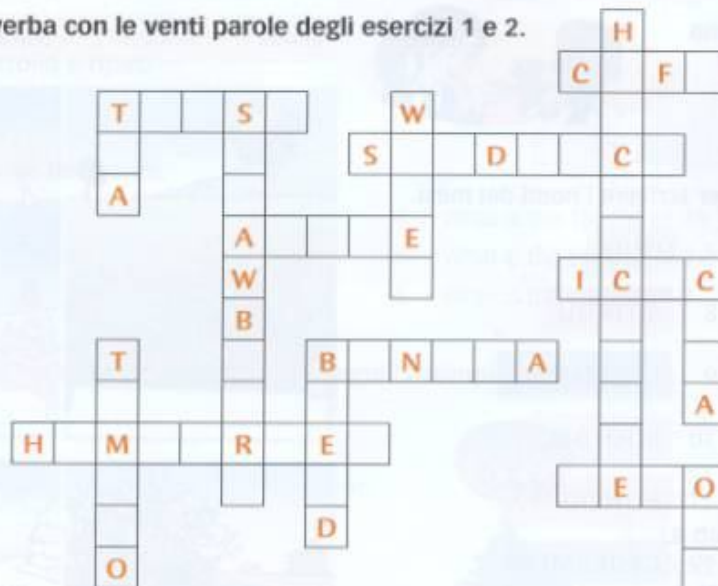 verba con le venti parole degli esercizi 1 e 2.
H
C F
T S W
S D C
A
A E
W I C C
B
T B N A
A
H M R E
E O
D
O